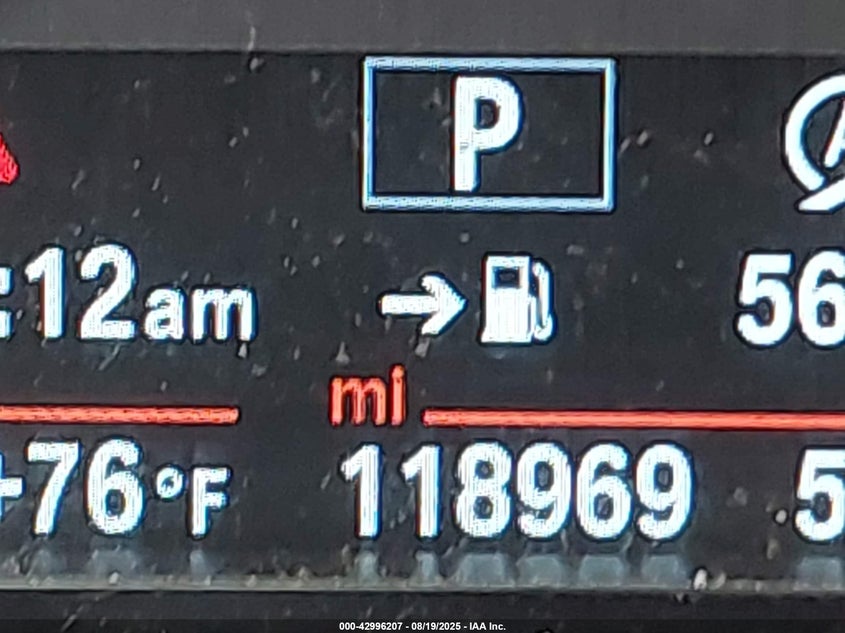 P
:12am → 56
mi
+76°F 118969 5
000-42996207 - 08/19/2025 - IAA Inc.